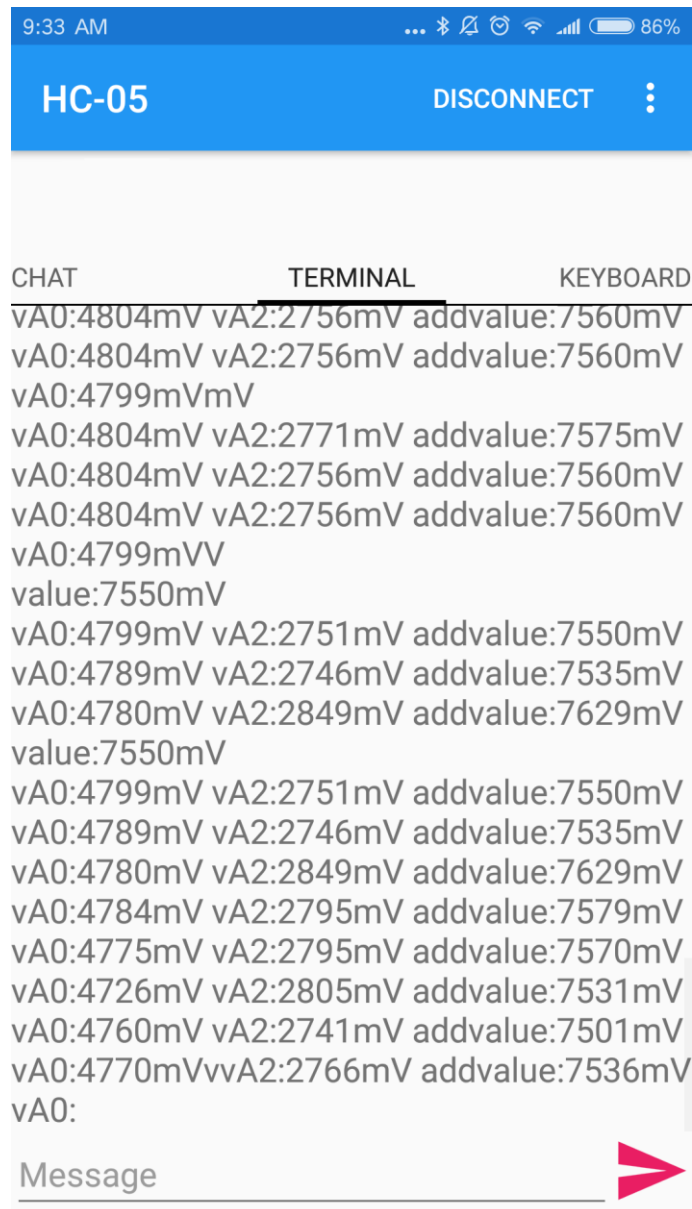 9:33 AM ... 86%
HC-05 DISCONNECT
CHAT TERMINAL KEYBOARD
vA0:4804mV vA2:2756mV addvalue:7560mV
vA0:4804mV vA2:2756mV addvalue:7560mV
vA0:4799mVmV
vA0:4804mV vA2:2771mV addvalue:7575mV
vA0:4804mV vA2:2756mV addvalue:7560mV
vA0:4804mV vA2:2756mV addvalue:7560mV
vA0:4799mVV
value:7550mV
vA0:4799mV vA2:2751mV addvalue:7550mV
vA0:4789mV vA2:2746mV addvalue:7535mV
vA0:4780mV vA2:2849mV addvalue:7629mV
value:7550mV
vA0:4799mV vA2:2751mV addvalue:7550mV
vA0:4789mV vA2:2746mV addvalue:7535mV
vA0:4780mV vA2:2849mV addvalue:7629mV
vA0:4784mV vA2:2795mV addvalue:7579mV
vA0:4775mV vA2:2795mV addvalue:7570mV
vA0:4726mV vA2:2805mV addvalue:7531mV
vA0:4760mV vA2:2741mV addvalue:7501mV
vA0:4770mVvvA2:2766mV addvalue:7536mV
vA0:
Message